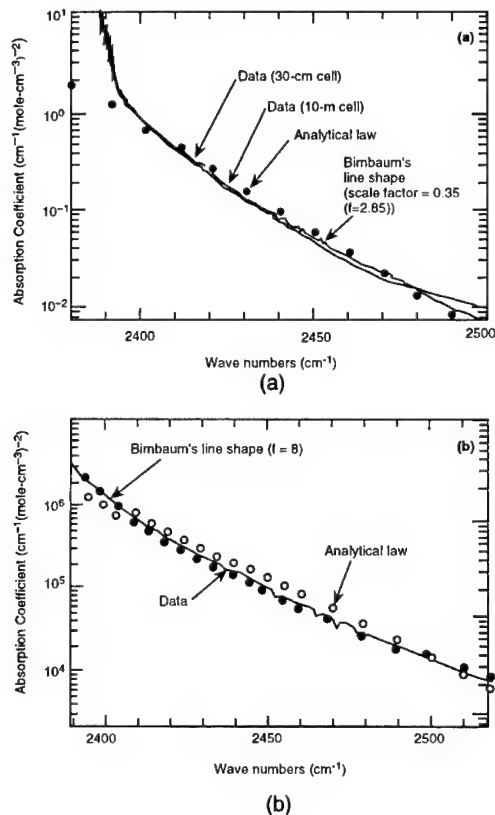 (a)
10¹
10⁰
10⁻¹
10⁻²
Absorption Coefficient (cm⁻¹(mole-cm⁻³)⁻²)
Data (30-cm cell)
Data (10-m cell)
Analytical law
Birnbaum's
line shape
(scale factor = 0.35
(f=2.85))
2400
2450
2500
Wave numbers (cm⁻¹)
(a)
(b)
10⁶
10⁵
10⁴
Absorption Coefficient (cm⁻¹(mole-cm⁻³)⁻²)
Birnbaum's line shape (f = 8)
Analytical law
Data
2400
2450
2500
Wave numbers (cm⁻¹)
(b)